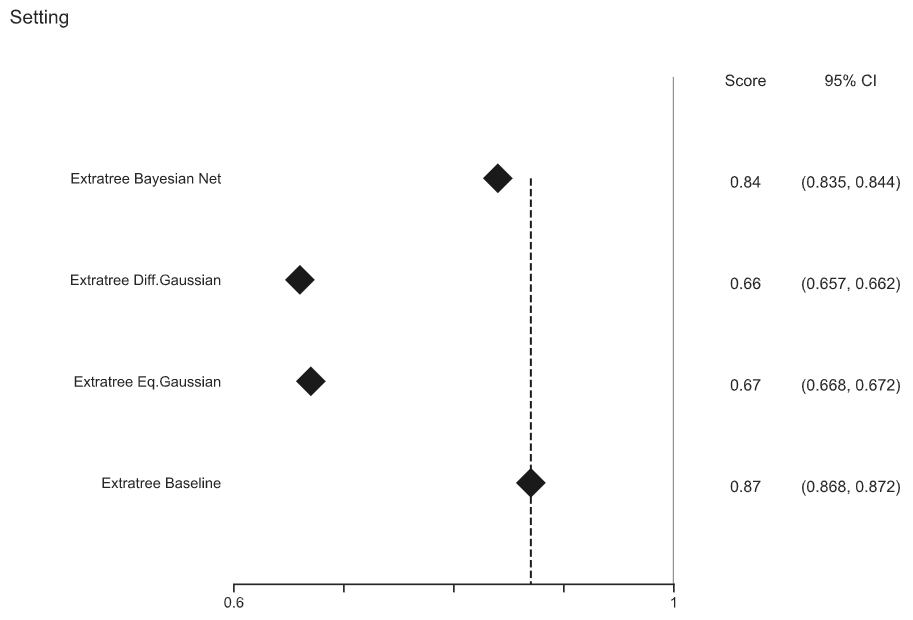 Setting
Score 95% CI
Extratree Bayesian Net 0.84 (0.835, 0.844)
Extratree Diff.Gaussian 0.66 (0.657, 0.662)
Extratree Eq.Gaussian 0.67 (0.668, 0.672)
Extratree Baseline 0.87 (0.868, 0.872)
0.6 1